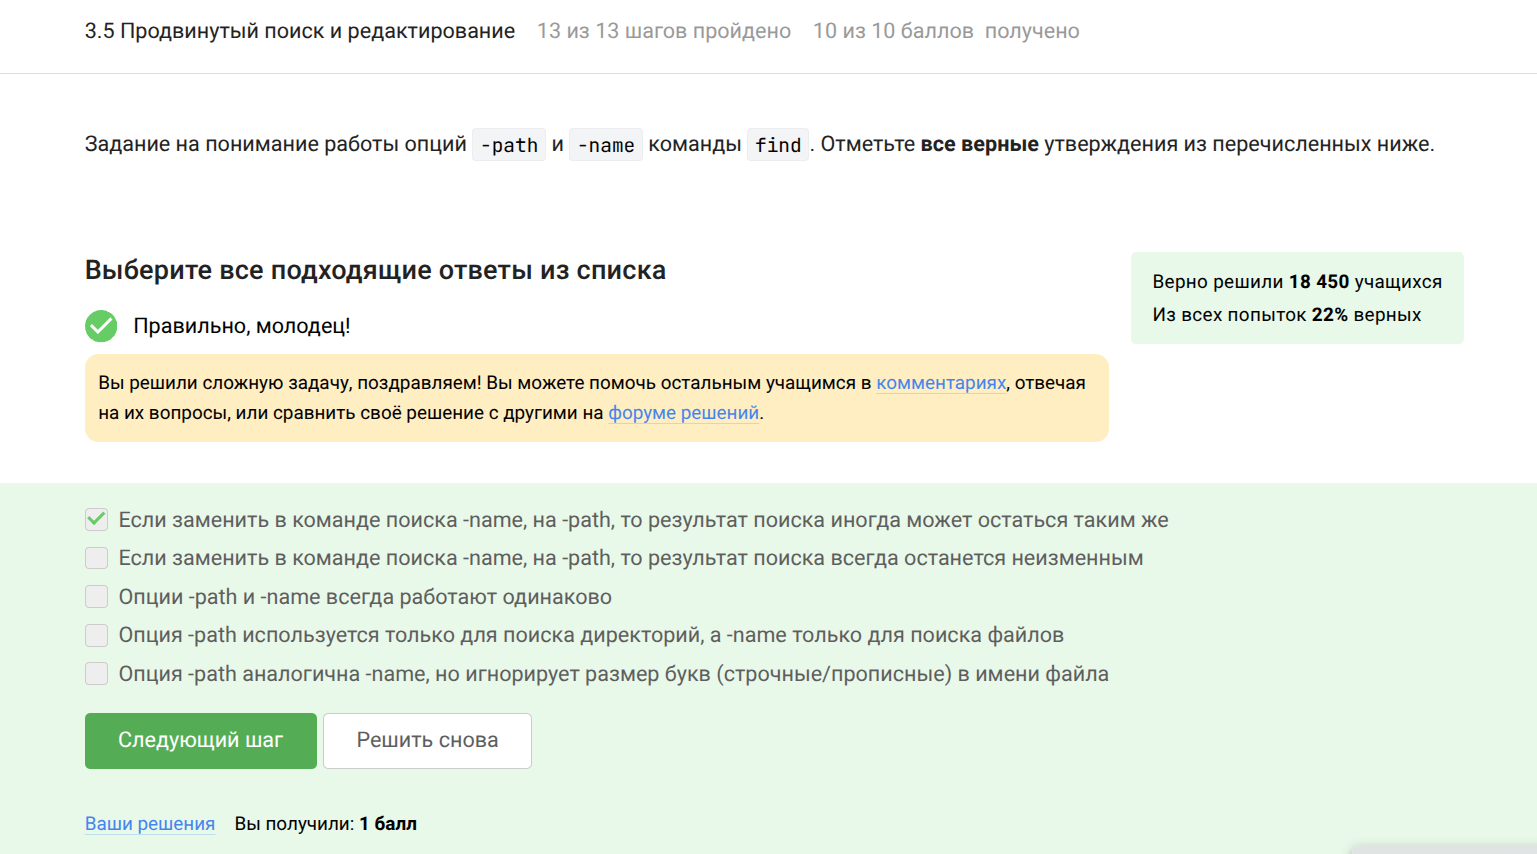 3.5 Продвинутый поиск и редактирование 13 из 13 шагов пройдено 10 из 10 баллов получено
Задание на понимание работы опций -path и -name команды find. Отметьте все верные утверждения из перечисленных ниже.
Выберите все подходящие ответы из списка
Верно решили 18 450 учащихся
Из всех попыток 22% верных
Правильно, молодец!
Вы решили сложную задачу, поздравляем! Вы можете помочь остальным учащимся в комментариях, отвечая
на их вопросы, или сравнить своё решение с другими на форуме решений.
Если заменить в команде поиска -name, на -path, то результат поиска иногда может остаться таким же
Если заменить в команде поиска -name, на -path, то результат поиска всегда останется неизменным
Опции -path и -name всегда работают одинаково
Опция -path используется только для поиска директорий, а -name только для поиска файлов
Опция -path аналогична -name, но игнорирует размер букв (строчные/прописные) в имени файла
Следующий шаг Решить снова
Ваши решения Вы получили: 1 балл